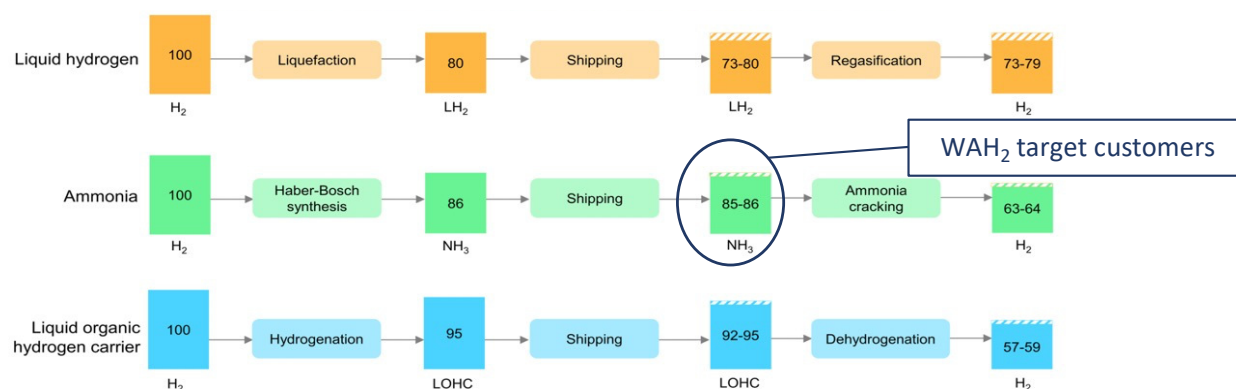 Liquid hydrogen
100
H₂
Liquefaction
80
LH₂
Shipping
73-80
LH₂
Regasification
73-79
H₂
WAH₂ target customers
Ammonia
100
H₂
Haber-Bosch
synthesis
86
NH₃
Shipping
85-86
NH₃
Ammonia
cracking
63-64
H₂
Liquid organic
hydrogen carrier
100
H₂
Hydrogenation
95
LOHC
Shipping
92-95
LOHC
Dehydrogenation
57-59
H₂